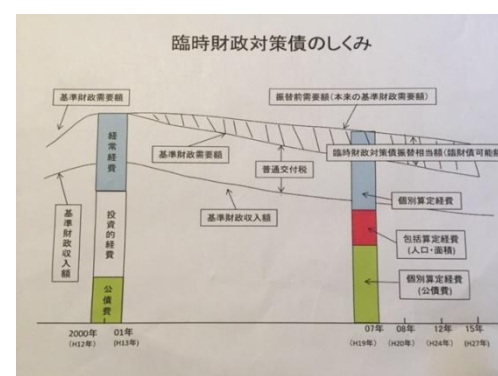 臨時財政対策債のしくみ
基準財政需要額
振替前需要額(本来の基準財政需要額)
経常経費
基準財政需要額
臨時財政対策債振替相当額(臨財債可能額
普通交付税
個別算定経費
基準財政収入額
投資的経費
基準財政収入額
包括算定経費
(人口・面積)
個別算定経費
(公債費)
公債費
2000年
(H12年)
01年
(H13年)
07年
(H19年)
08年
(H20年)
12年
(H24年)
15年
(H27年)